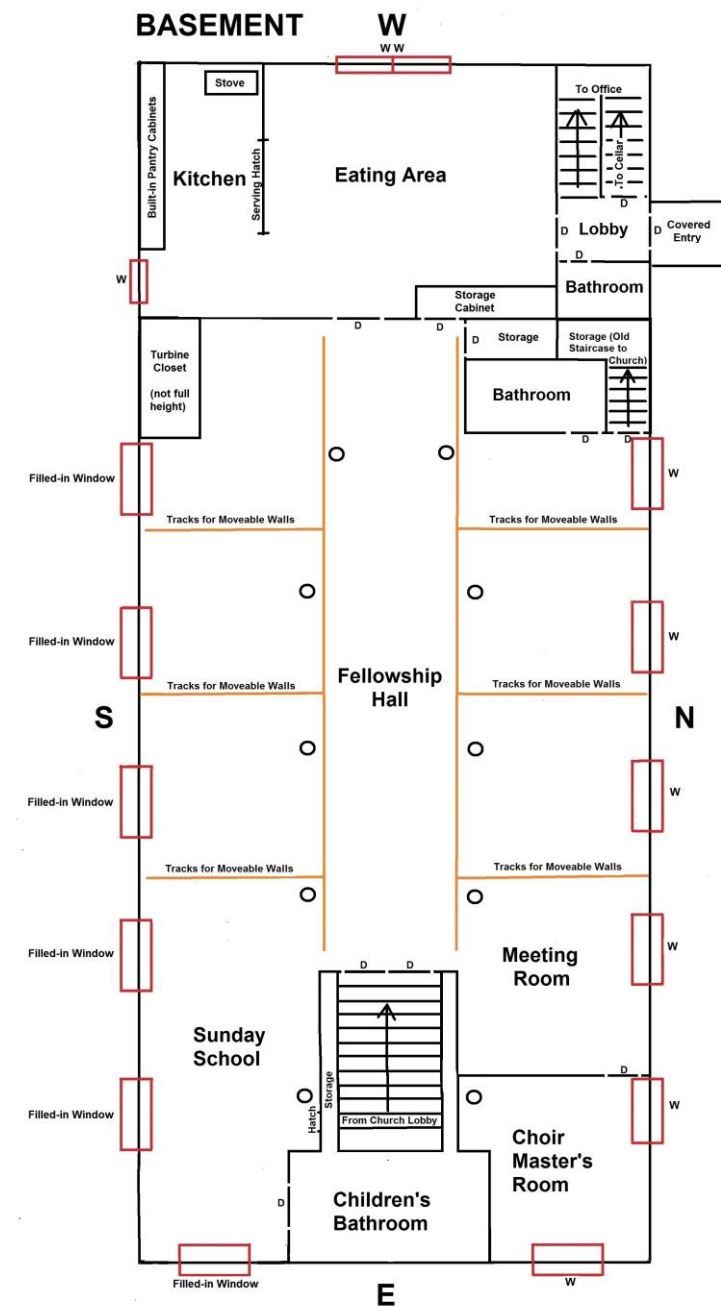 BASEMENT W
W W
Stove
To Office
Built-in Pantry Cabinets
Kitchen
Serving Hatch
Eating Area
To Cellar
D
D
Lobby
D
Covered
Entry
D
W
Bathroom
Storage
Cabinet
D
D
D
Storage
Storage (Old
Staircase to
Church)
Turbine
Closet
(not full
height)
Bathroom
D
D
Filled-in Window
W
Tracks for Moveable Walls
Tracks for Moveable Walls
Filled-in Window
W
Fellowship
Hall
Tracks for Moveable Walls
Tracks for Moveable Walls
S
N
Filled-in Window
W
Tracks for Moveable Walls
Tracks for Moveable Walls
Filled-in Window
Meeting
Room
W
D
D
Sunday
School
Storage
D
Filled-in Window
Hatch
From Church Lobby
W
Choir
Master's
Room
Children's
Bathroom
D
Filled-in Window
W
E